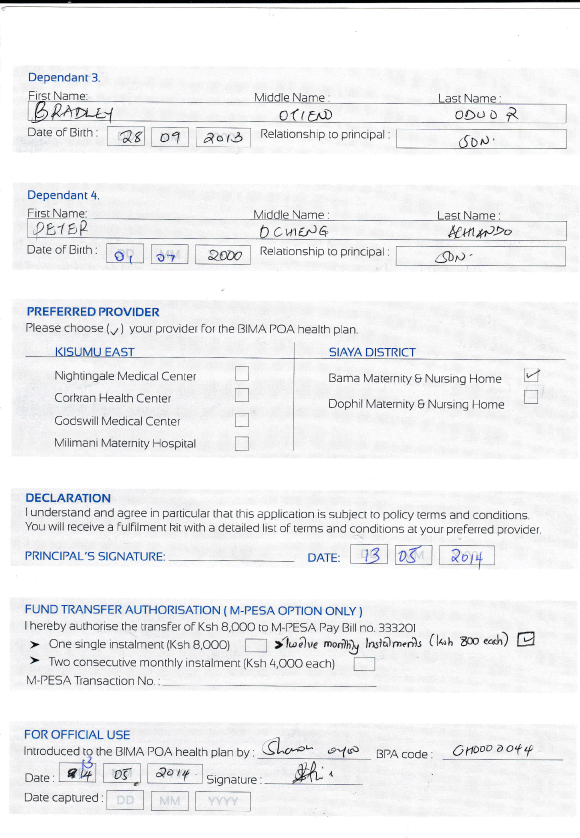 Dependant 3.
First Name: Middle Name : Last Name :
BRADLEY OTIENO ODUOR
Date of Birth : 28 09 2013 Relationship to principal : SON.
Dependant 4.
First Name: Middle Name : Last Name :
PETER OCHIENG
Date of Birth : 01 07 2000 Relationship to principal : SON.
PREFERRED PROVIDER
Please choose (✓) your provider for the BIMA POA health plan.
KISUMU EAST SIAYA DISTRICT
Nightingale Medical Center
Bama Maternity & Nursing Home ✓
Corkran Health Center
Dophil Maternity & Nursing Home
Godswill Medical Center
Milimani Maternity Hospital
DECLARATION
I understand and agree in particular that this application is subject to policy terms and conditions.
You will receive a fulfilment kit with a detailed list of terms and conditions at your preferred provider.
PRINCIPAL'S SIGNATURE: DATE: 13 05 2014
FUND TRANSFER AUTHORISATION ( M-PESA OPTION ONLY )
I hereby authorise the transfer of Ksh 8,000 to M-PESA Pay Bill no. 333201
➤ One single instalment (Ksh 8,000) ➤ twelve monthly Instalments (ksh 800 each) ✓
➤ Two consecutive monthly instalment (Ksh 4,000 each)
M-PESA Transaction No. :
FOR OFFICIAL USE
Introduced to the BIMA POA health plan by : Sharon oyoo BPA code :
Date : 13 05 2014 Signature :
Date captured : DD MM YYYY